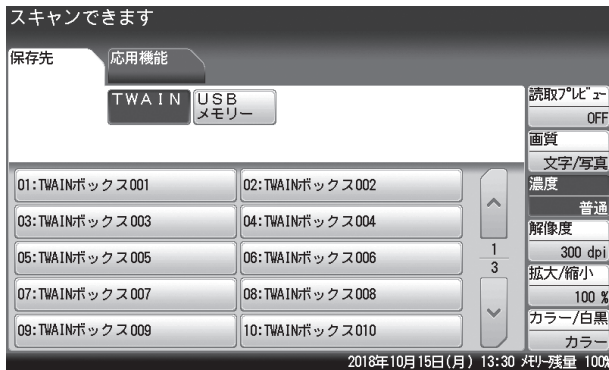 スキャンできます
保存先
応用機能
TWAIN
USB
メモリー
01:TWAINボックス001
02:TWAINボックス002
03:TWAINボックス003
04:TWAINボックス004
05:TWAINボックス005
06:TWAINボックス006
07:TWAINボックス007
08:TWAINボックス008
09:TWAINボックス009
10:TWAINボックス010
1
3
読取プレビュー
OFF
画質
文字/写真
濃度
普通
解像度
300 dpi
拡大/縮小
100 %
カラー/白黒
カラー
2018年10月15日(月) 13:30 メモリー残量 100%